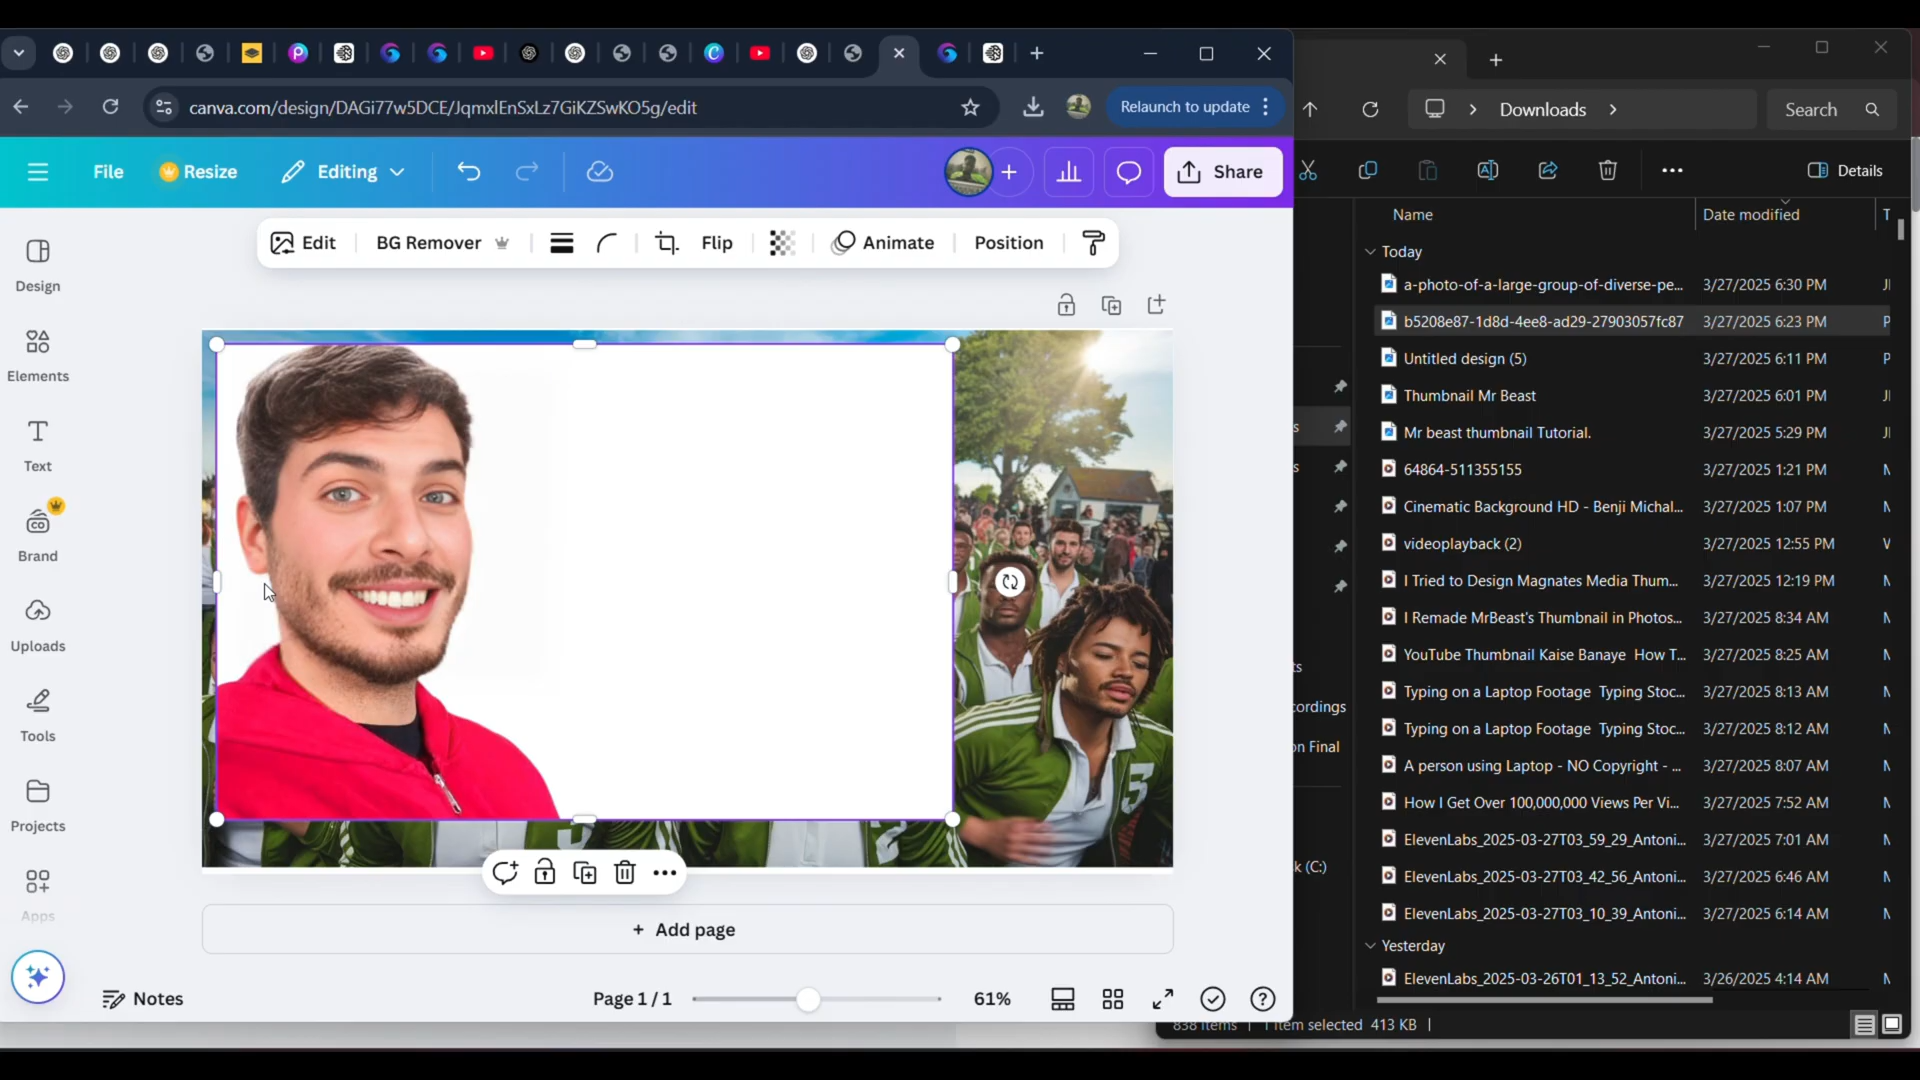 canva.com/design/DAGi77w5DCE/JqmxlEnSxLz7GiKZSwKO5g/edit
Relaunch to update
File
Resize
Editing
Share
Edit
BG Remover
Flip
Animate
Position
Design
Elements
Text
Brand
Uploads
Tools
Projects
Apps
5
+ Add page
Notes
Page 1 / 1
61%
Downloads
Search
Details
Name
Date modified
T
Today
a-photo-of-a-large-group-of-diverse-pe... 3/27/2025 6:30 PM
b5208e87-1d8d-4ee8-ad29-27903057fc87 3/27/2025 6:23 PM P
Untitled design (5) 3/27/2025 6:11 PM P
Thumbnail Mr Beast 3/27/2025 6:01 PM
Mr beast thumbnail Tutorial. 3/27/2025 5:29 PM
64864-511355155 3/27/2025 1:21 PM
Cinematic Background HD - Benji Michal... 3/27/2025 1:07 PM
videoplayback (2) 3/27/2025 12:55 PM
I Tried to Design Magnates Media Thum... 3/27/2025 12:19 PM
I Remade MrBeast's Thumbnail in Photos... 3/27/2025 8:34 AM
YouTube Thumbnail Kaise Banaye How T... 3/27/2025 8:25 AM
Typing on a Laptop Footage Typing Stoc... 3/27/2025 8:13 AM
Typing on a Laptop Footage Typing Stoc... 3/27/2025 8:12 AM
A person using Laptop - NO Copyright - ... 3/27/2025 8:07 AM
How I Get Over 100,000,000 Views Per Vi... 3/27/2025 7:52 AM
ElevenLabs_2025-03-27T03_59_29_Antoni... 3/27/2025 7:01 AM
ElevenLabs_2025-03-27T03_42_56_Antoni... 3/27/2025 6:46 AM
ElevenLabs_2025-03-27T03_10_39_Antoni... 3/27/2025 6:14 AM
Yesterday
ElevenLabs_2025-03-26T01_13_52_Antoni... 3/26/2025 4:14 AM
s
s
ts
cordings
on Final
k (C:)
838 items
1 item selected 413 KB